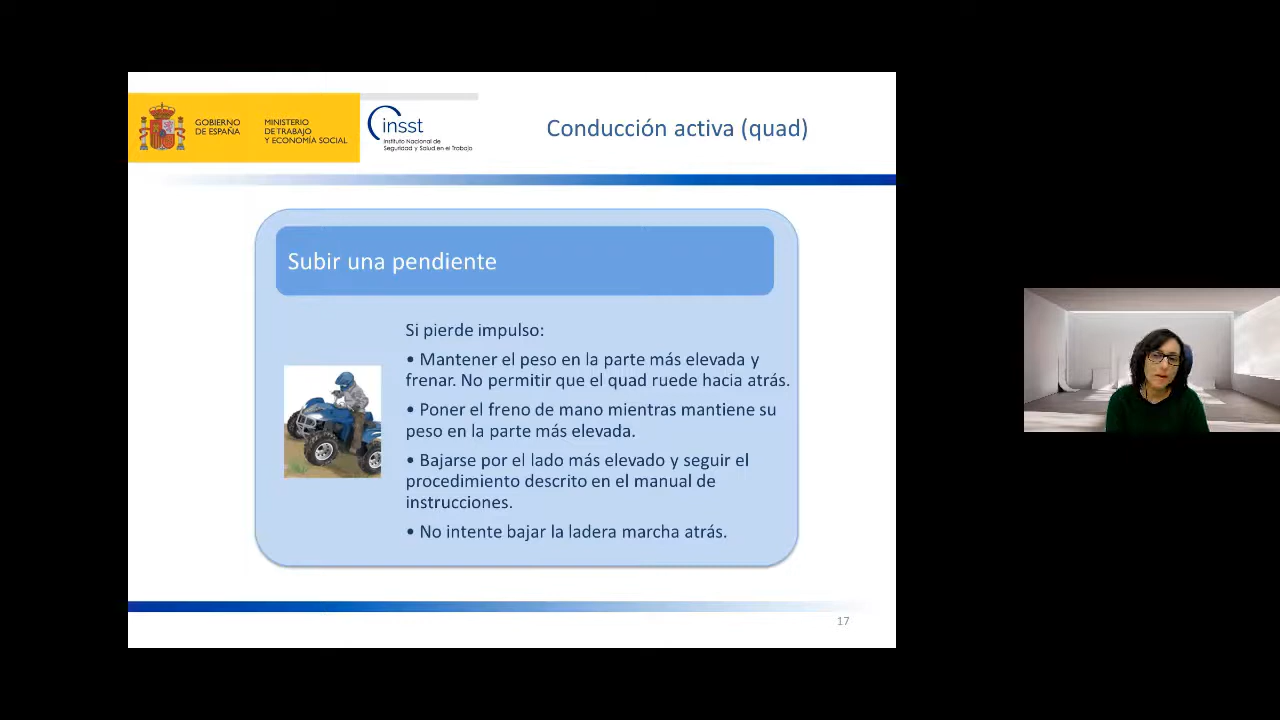 GOBIERNO
DE ESPAÑA
MINISTERIO
DE TRABAJO
Y ECONOMÍA SOCIAL
insst
Instituto Nacional de
Seguridad y Salud en el Trabajo
Conducción activa (quad)
Subir una pendiente
Si pierde impulso:
• Mantener el peso en la parte más elevada y
frenar. No permitir que el quad ruede hacia atrás.
• Poner el freno de mano mientras mantiene su
peso en la parte más elevada.
• Bajarse por el lado más elevado y seguir el
procedimiento descrito en el manual de
instrucciones.
• No intente bajar la ladera marcha atrás.
17